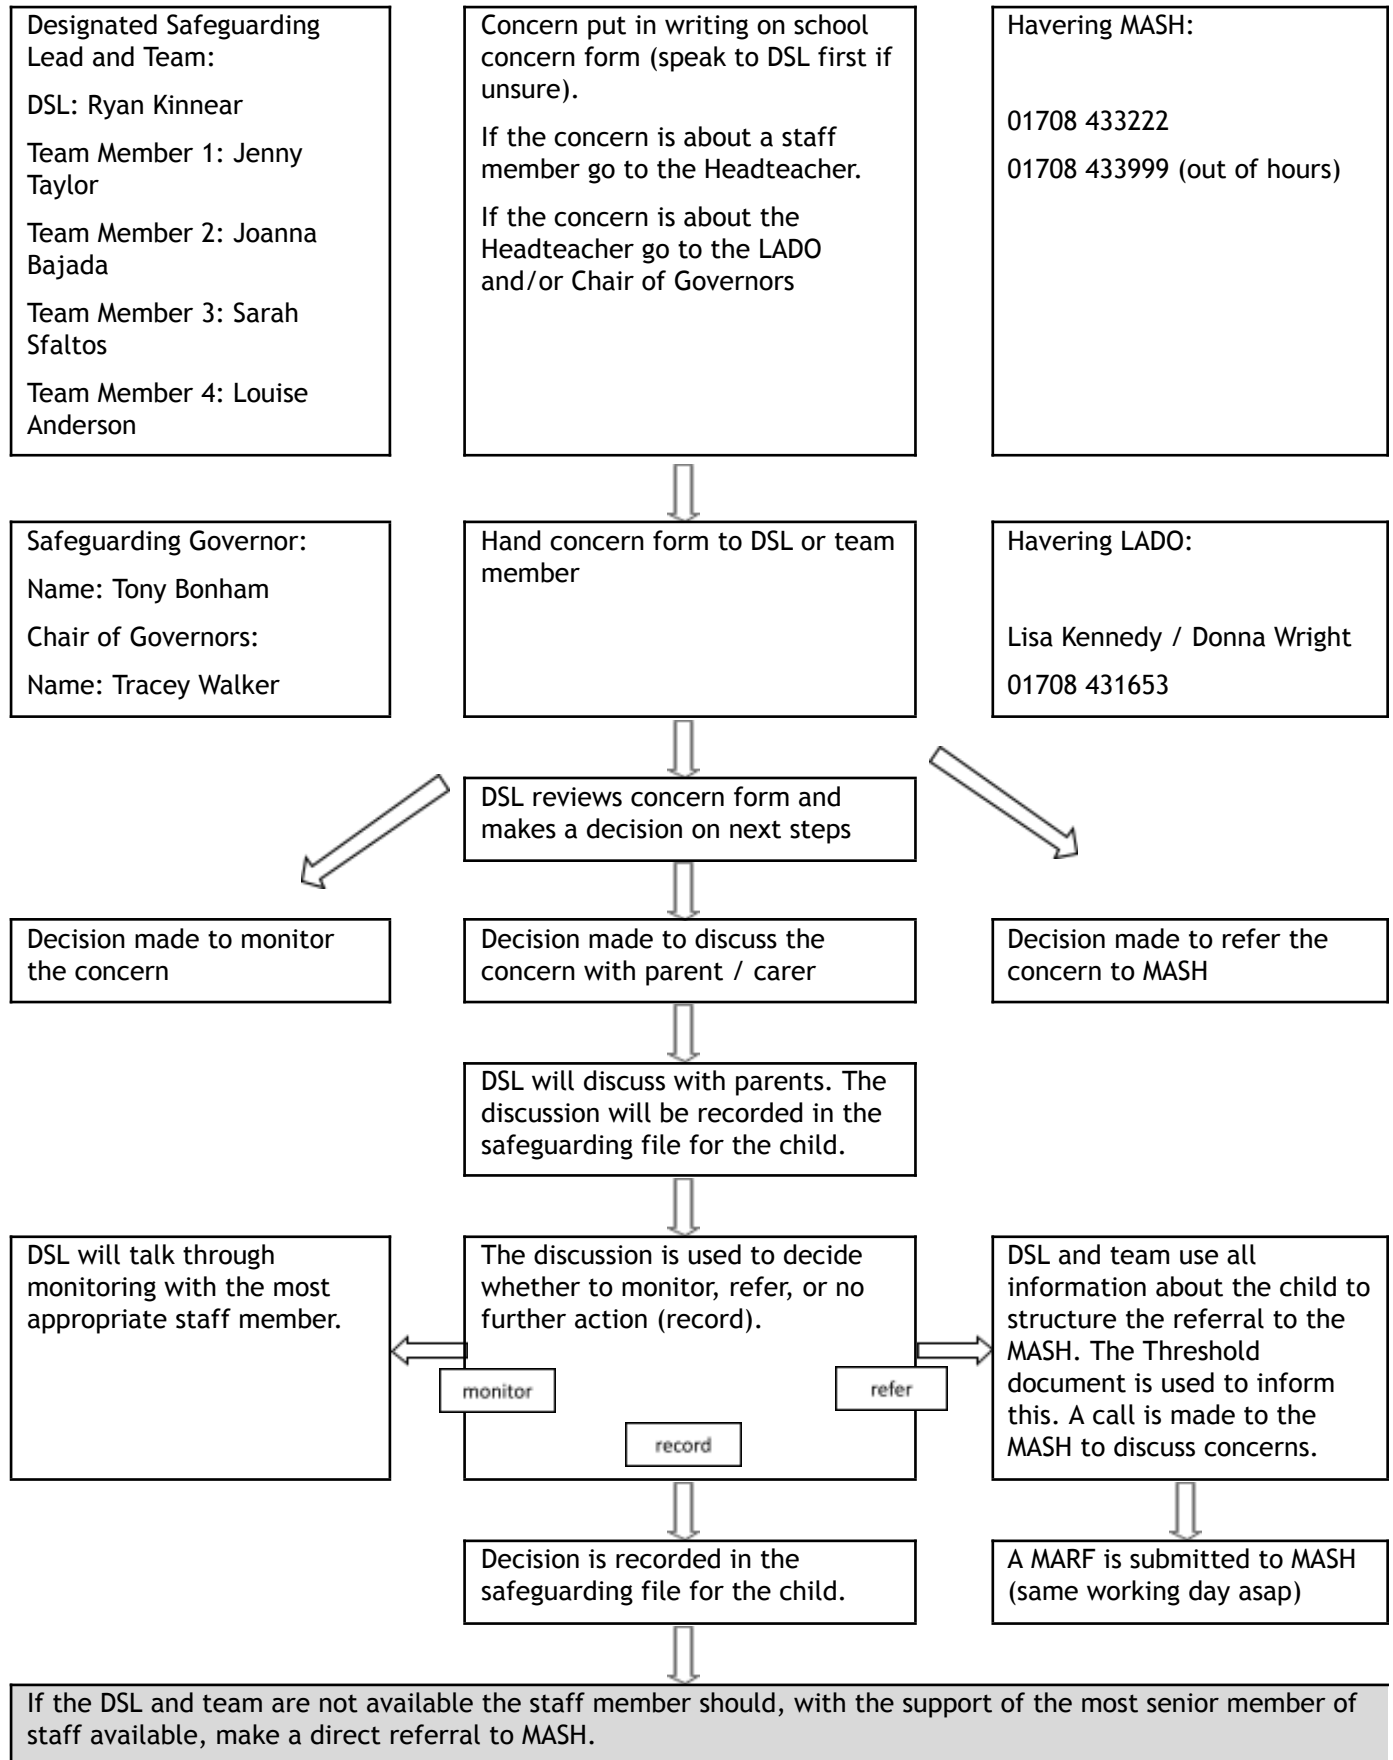 Designated Safeguarding
Lead and Team:
DSL: Ryan Kinnear
Team Member 1: Jenny
Taylor
Team Member 2: Joanna
Bajada
Team Member 3: Sarah
Sfaltos
Team Member 4: Louise
Anderson
Concern put in writing on school
concern form (speak to DSL first if
unsure).
If the concern is about a staff
member go to the Headteacher.
If the concern is about the
Headteacher go to the LADO
and/or Chair of Governors
Havering MASH:
01708 433222
01708 433999 (out of hours)
Safeguarding Governor:
Name: Tony Bonham
Chair of Governors:
Name: Tracey Walker
Hand concern form to DSL or team
member
Havering LADO:
Lisa Kennedy / Donna Wright
01708 431653
DSL reviews concern form and
makes a decision on next steps
Decision made to monitor
the concern
Decision made to discuss the
concern with parent / carer
Decision made to refer the
concern to MASH
DSL will discuss with parents. The
discussion will be recorded in the
safeguarding file for the child.
DSL will talk through
monitoring with the most
appropriate staff member.
The discussion is used to decide
whether to monitor, refer, or no
further action (record).
monitor
refer
record
DSL and team use all
information about the child to
structure the referral to the
MASH. The Threshold
document is used to inform
this. A call is made to the
MASH to discuss concerns.
Decision is recorded in the
safeguarding file for the child.
A MARF is submitted to MASH
(same working day asap)
If the DSL and team are not available the staff member should, with the support of the most senior member of
staff available, make a direct referral to MASH.